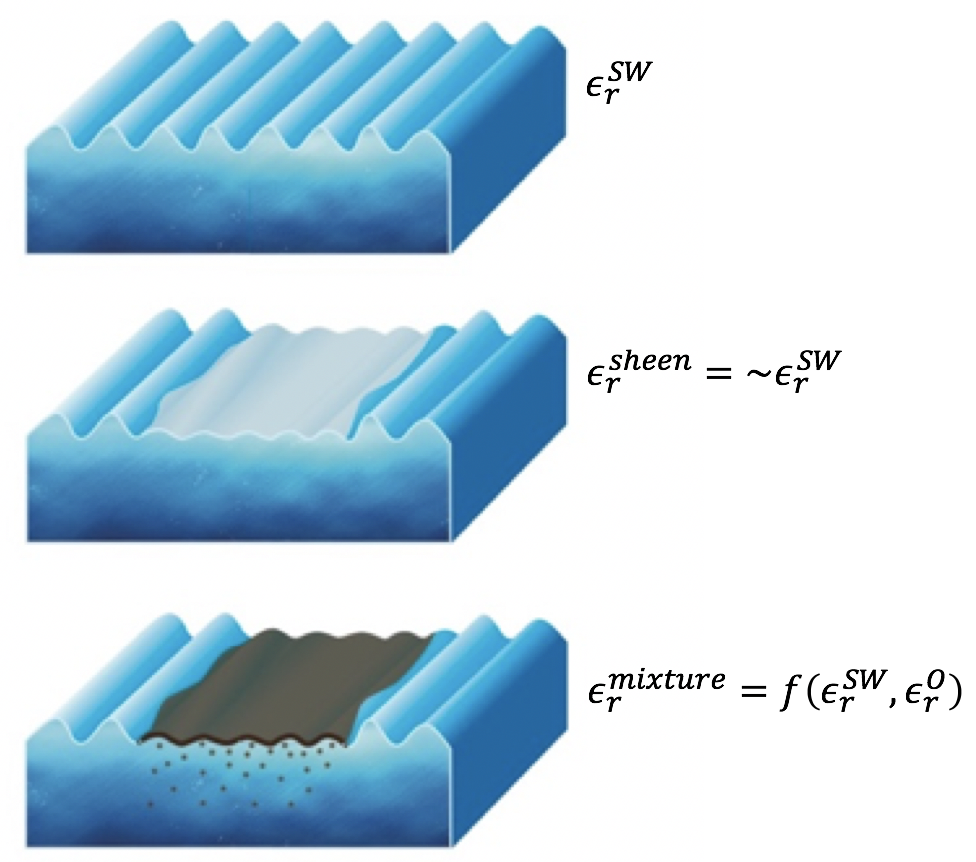 ϵ_r^{SW}
ϵ_r^{sheen} = ~ϵ_r^{SW}
ϵ_r^{mixture} = f(ϵ_r^{SW}, ϵ_r^{O})